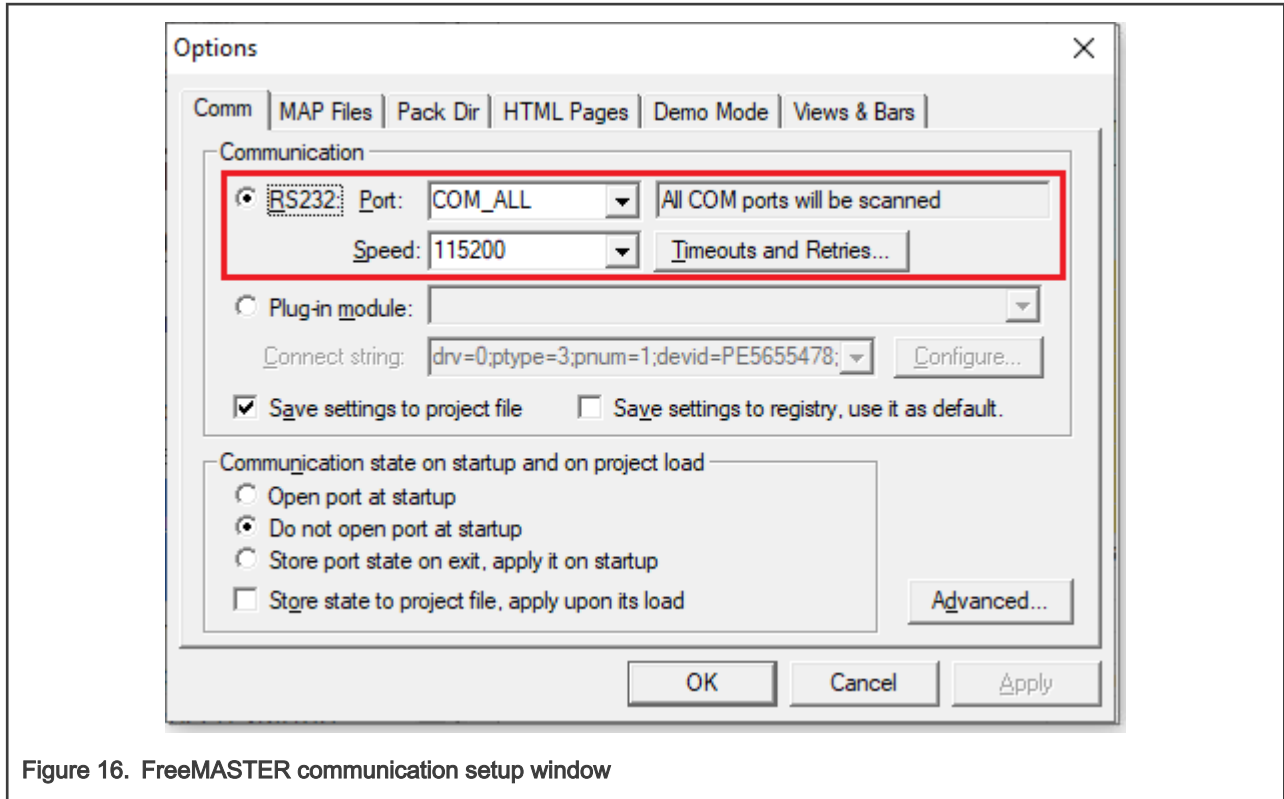 Options
Comm MAP Files Pack Dir HTML Pages Demo Mode Views & Bars
Communication
RS232: Port: COM_ALL All COM ports will be scanned
Speed: 115200 Timeouts and Retries...
Plug-in module:
Connect string: drv=0;ptype=3;pnum=1;devid=PE5655478; Configure...
Save settings to project file Save settings to registry, use it as default.
Communication state on startup and on project load
Open port at startup
Do not open port at startup
Store port state on exit, apply it on startup
Store state to project file, apply upon its load Advanced...
OK Cancel Apply
Figure 16. FreeMASTER communication setup window